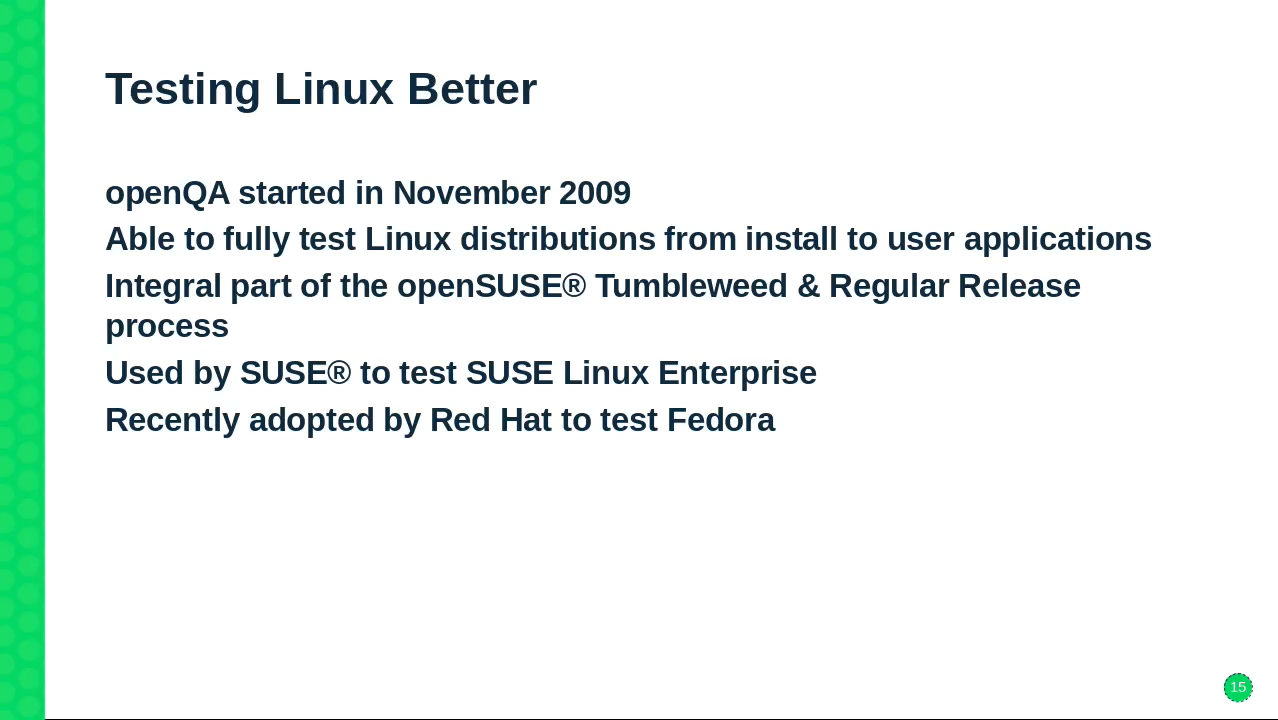 Testing Linux Better
openQA started in November 2009
Able to fully test Linux distributions from install to user applications
Integral part of the openSUSE® Tumbleweed & Regular Release
process
Used by SUSE® to test SUSE Linux Enterprise
Recently adopted by Red Hat to test Fedora
15